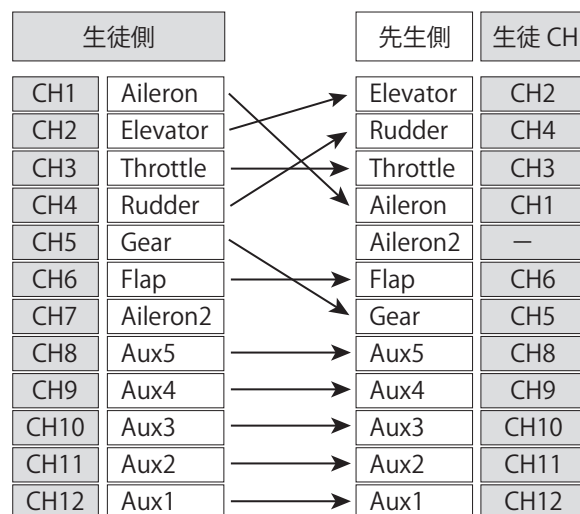 生徒側 先生側 生徒 CH
CH1 Aileron Elevator CH2
CH2 Elevator Rudder CH4
CH3 Throttle Throttle CH3
CH4 Rudder Aileron CH1
CH5 Gear Aileron2 －
CH6 Flap Flap CH6
CH7 Aileron2 Gear CH5
CH8 Aux5 Aux5 CH8
CH9 Aux4 Aux4 CH9
CH10 Aux3 Aux3 CH10
CH11 Aux2 Aux2 CH11
CH12 Aux1 Aux1 CH12